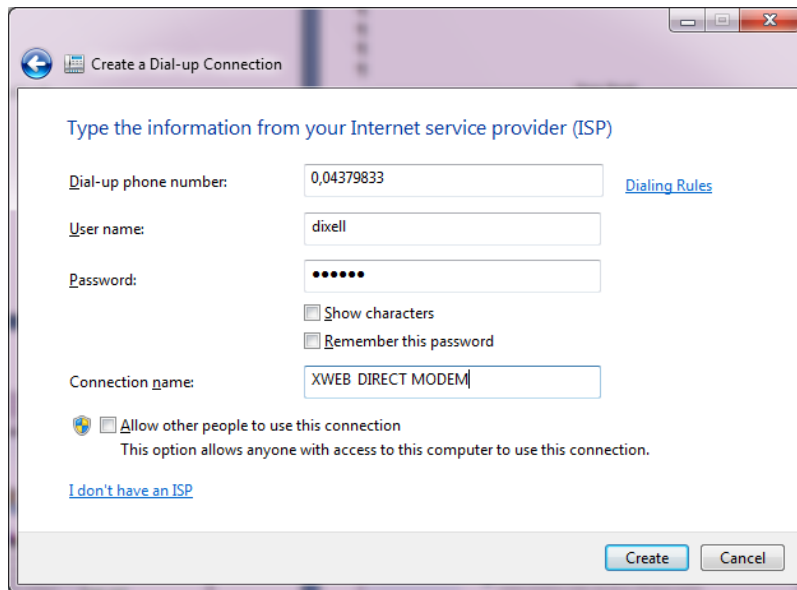 Create a Dial-up Connection
Type the information from your Internet service provider (ISP)
Dial-up phone number: 0,04379833 Dialing Rules
User name: dixell
Password: ●●●●●●
Show characters
Remember this password
Connection name: XWEB DIRECT MODEM
Allow other people to use this connection
This option allows anyone with access to this computer to use this connection.
I don't have an ISP
Create Cancel